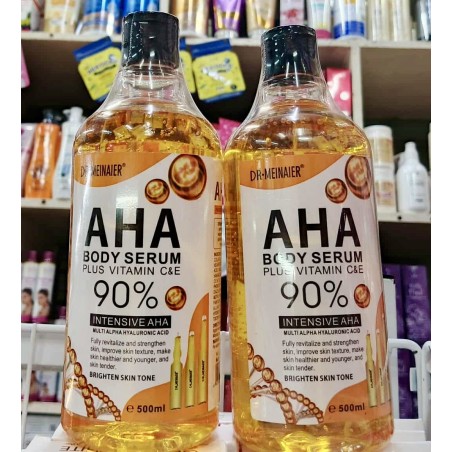 DR·MEINAIER®
AHA
BODY SERUM
PLUS VITAMIN C&E
90%
INTENSIVE AHA
MULTI ALPHA HYALURONIC ACID
Fully revitalize and strengthen
skin, improve skin texture, make
skin healthier and younger, and
skin tender.
BRIGHTEN SKIN TONE
℮ 500ml
DR·MEINAIER®
AHA
BODY SERUM
PLUS VITAMIN C&E
90%
INTENSIVE AHA
MULTI ALPHA HYALURONIC ACID
Fully revitalize and strengthen
skin, improve skin texture, make
skin healthier and younger, and
skin tender.
BRIGHTEN SKIN TONE
℮ 500ml